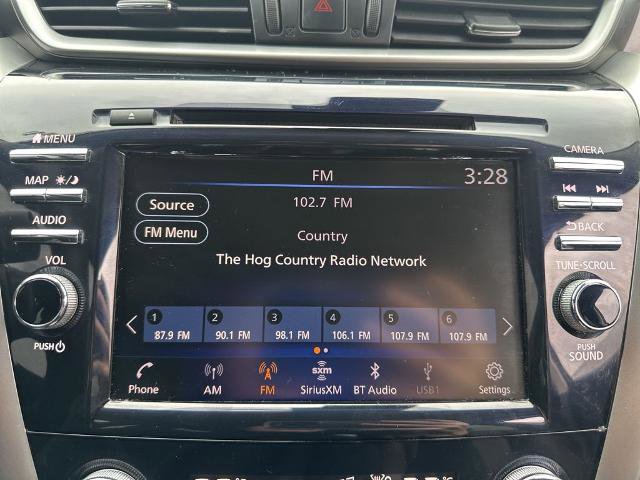 MENU
MAP
AUDIO
VOL
PUSH
FM
3:28
Source
102.7 FM
FM Menu
Country
The Hog Country Radio Network
1 2 3 4 5 6
87.9 FM 90.1 FM 98.1 FM 106.1 FM 107.9 FM 107.9 FM
Phone AM FM sxm SiriusXM BT Audio USB1 Settings
CAMERA
BACK
TUNE·SCROLL
PUSH
SOUND